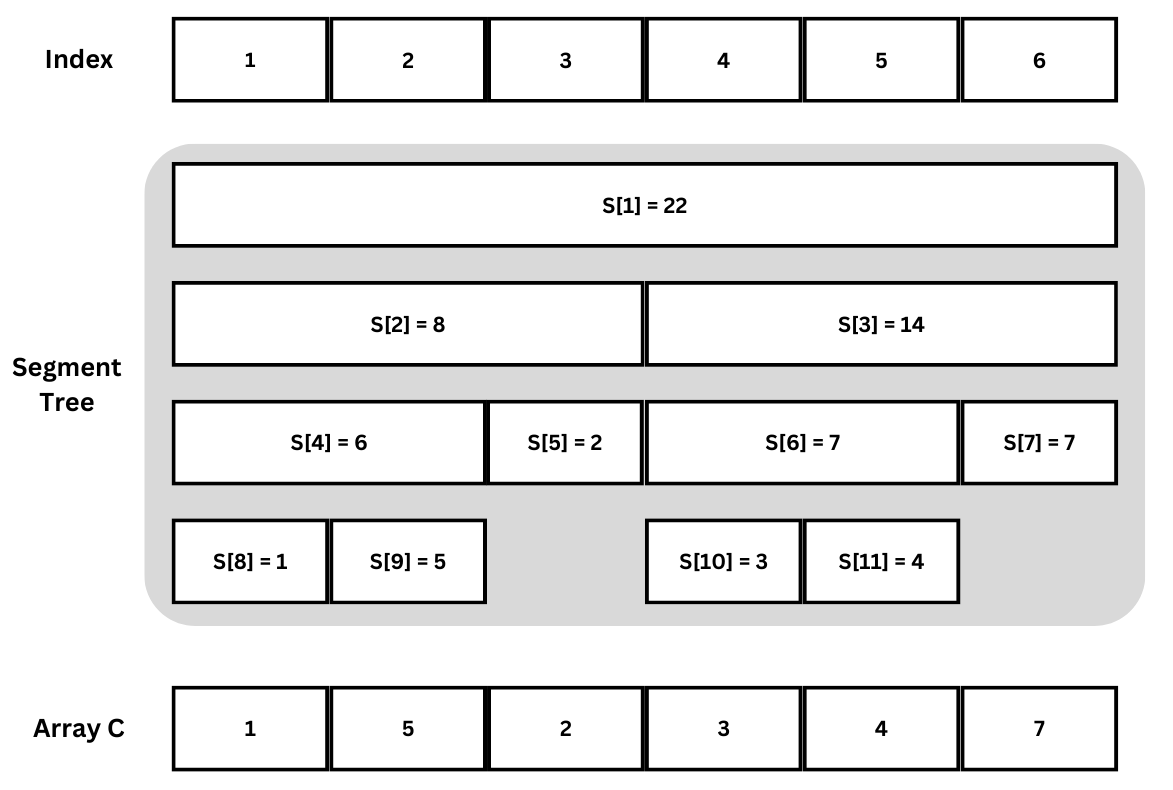 Index 1 2 3 4 5 6
S[1] = 22
S[2] = 8 S[3] = 14
Segment
Tree
S[4] = 6 S[5] = 2 S[6] = 7 S[7] = 7
S[8] = 1 S[9] = 5 S[10] = 3 S[11] = 4
Array C 1 5 2 3 4 7